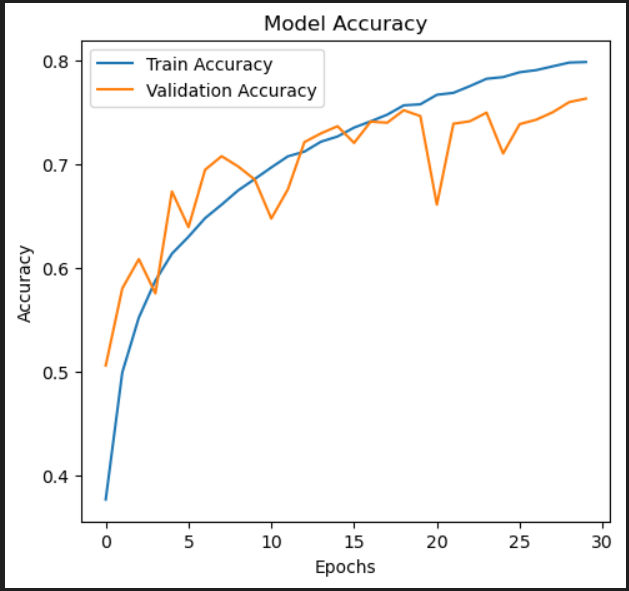 Model Accuracy
Train Accuracy
Validation Accuracy
0.8
0.7
0.6
0.5
0.4
Accuracy
0 5 10 15 20 25 30
Epochs